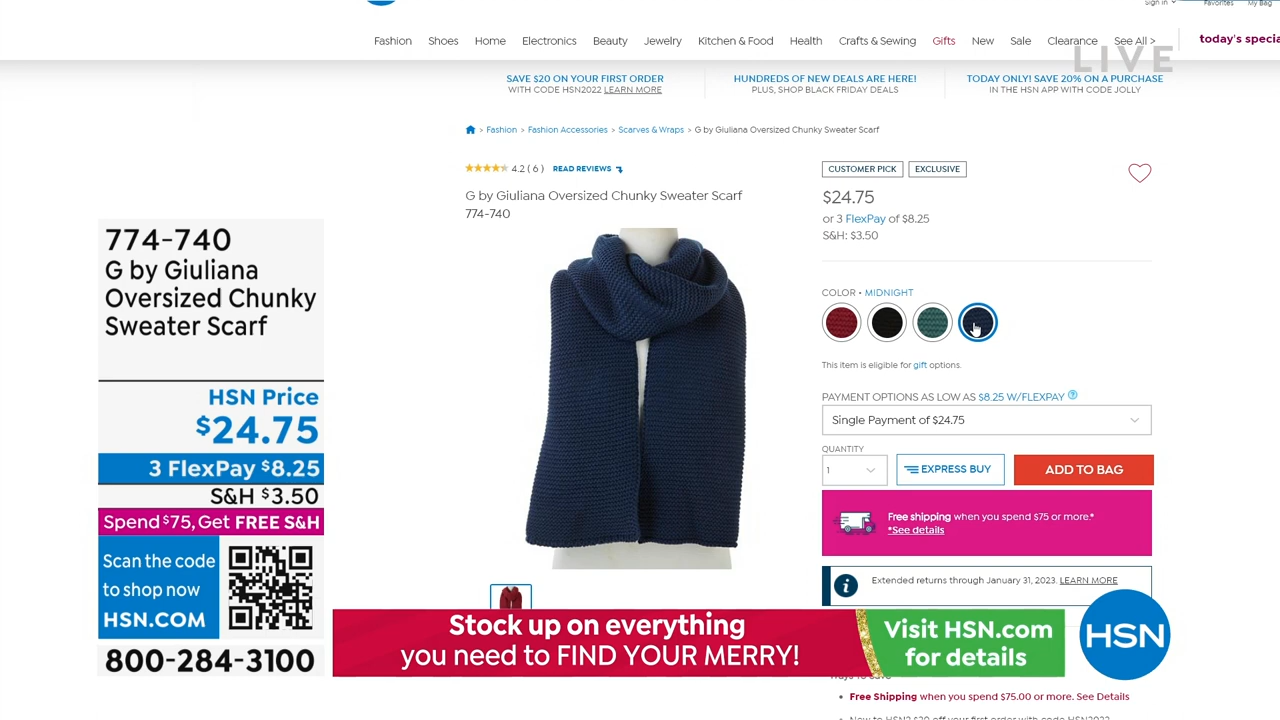 Sign In
Favorites
My Bag
Fashion Shoes Home Electronics Beauty Jewelry Kitchen & Food Health Crafts & Sewing Gifts New Sale Clearance See All >
today's
LIVE
SAVE $20 ON YOUR FIRST ORDER
WITH CODE HSN2022 LEARN MORE
HUNDREDS OF NEW DEALS ARE HERE!
PLUS, SHOP BLACK FRIDAY DEALS
TODAY ONLY! SAVE 20% ON A PURCHASE
IN THE HSN APP WITH CODE JOLLY
> Fashion > Fashion Accessories > Scarves & Wraps > G by Giuliana Oversized Chunky Sweater Scarf
4.2 ( 6 ) READ REVIEWS
G by Giuliana Oversized Chunky Sweater Scarf
774-740
CUSTOMER PICK
EXCLUSIVE
$24.75
or 3 FlexPay of $8.25
S&H: $3.50
COLOR • MIDNIGHT
This item is eligible for gift options.
PAYMENT OPTIONS AS LOW AS $8.25 W/FLEXPAY ?
Single Payment of $24.75
QUANTITY
1
EXPRESS BUY
ADD TO BAG
Free shipping when you spend $75 or more.*
*See details
Extended returns through January 31, 2023. LEARN MORE
774-740
G by Giuliana
Oversized Chunky
Sweater Scarf
HSN Price
$24.75
3 FlexPay $8.25
S&H $3.50
Spend $75, Get FREE S&H
Scan the code
to shop now
HSN.COM
800-284-3100
Stock up on everything
you need to FIND YOUR MERRY!
Visit HSN.com
for details
HSN
Ways to Save
• Free Shipping when you spend $75.00 or more. See Details
• New to HSN? $20 off your first order with code HSN2022